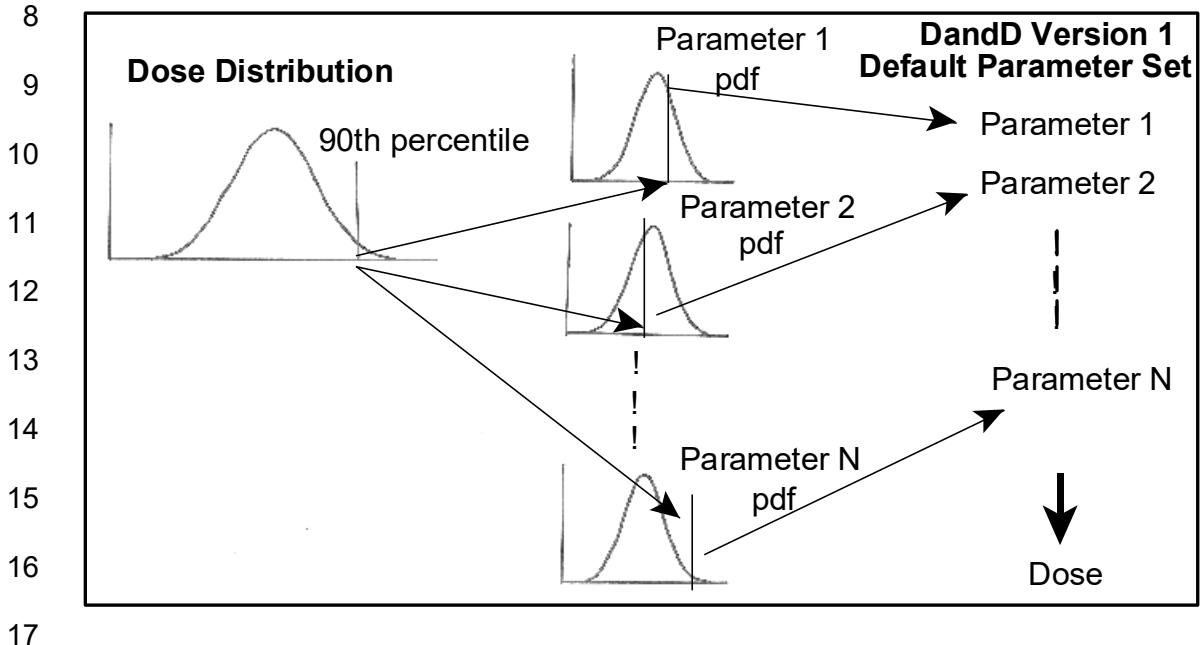 8
9
10
11
12
13
14
15
16
17
Dose Distribution
90th percentile
Parameter 1
pdf
Parameter 2
pdf
!
!
!
Parameter N
pdf
DandD Version 1
Default Parameter Set
Parameter 1
Parameter 2
Parameter N
Dose